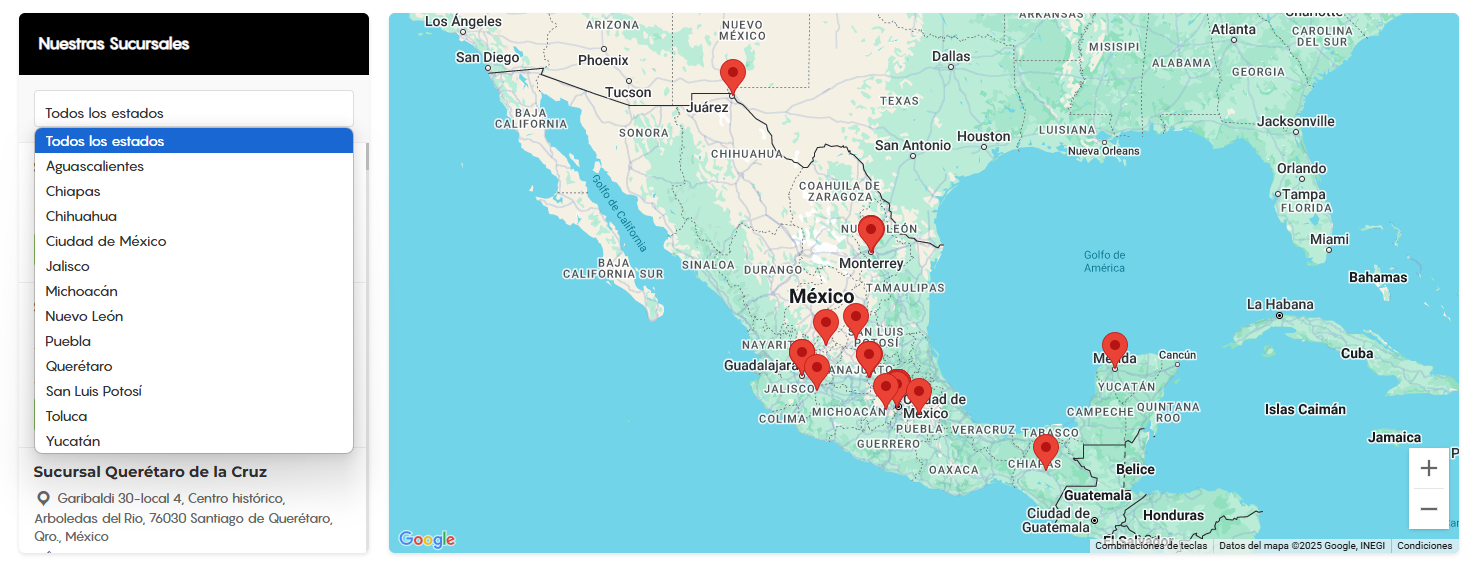 Nuestras Sucursales
Todos los estados
Todos los estados
Aguascalientes
Chiapas
Chihuahua
Ciudad de México
Jalisco
Michoacán
Nuevo León
Puebla
Querétaro
San Luis Potosí
Toluca
Yucatán
Sucursal Querétaro de la Cruz
Garibaldi 30-local 4, Centro histórico,
Arboledas del Rio, 76030 Santiago de Querétaro,
Qro., México
Los Ángeles
San Diego
ARIZONA
Phoenix
Tucson
NUEVO
MÉXICO
Juárez
Dallas
TEXAS
ARKANSAS
MISISIPI
ALABAMA
Atlanta
GEORGIA
Charlotte
CAROLINA
DEL SUR
Jacksonville
Houston
LUISIANA
Nueva Orleans
San Antonio
Orlando
Tampa
FLORIDA
Miami
BAJA
CALIFORNIA
SONORA
CHIHUAHUA
COAHUILA DE
ZARAGOZA
Golfo de California
BAJA
CALIFORNIA SUR
SINALOA
DURANGO
Monterrey
TAMAULIPAS
México
SAN LUIS
POTOSÍ
NAYARIT
Guadalajara
JALISCO
COLIMA
MICHOACÁN
Ciudad de
México
PUEBLA
GUERRERO
VERACRUZ
OAXACA
TABASCO
CHIAPAS
Golfo de
América
Mérida
Cancún
YUCATÁN
CAMPECHE
QUINTANA
ROO
Bahamas
La Habana
Cuba
Islas Caimán
Jamaica
Belice
Guatemala
Ciudad de
Guatemala
Honduras
El Salvador
Google
Combinaciones de teclas
Datos del mapa ©2025 Google, INEGI
Condiciones